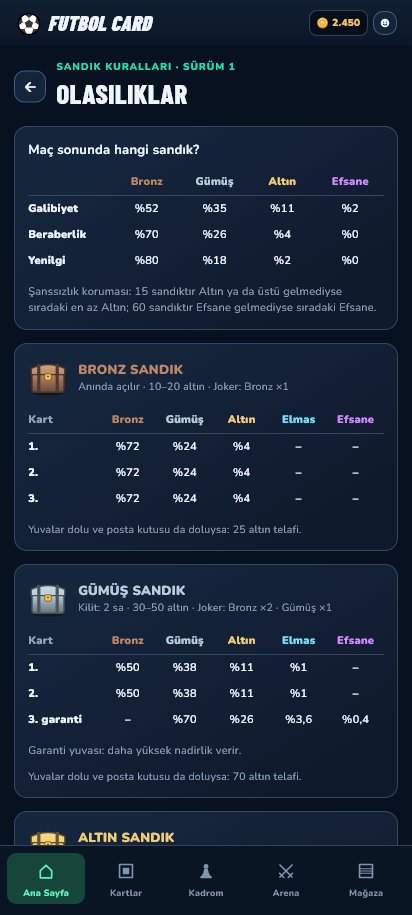 FUTBOL CARD
2.450
SANDIK KURALLARI · SÜRÜM 1
OLASILIKLAR
Maç sonunda hangi sandık?
Bronz Gümüş Altın Efsane
Galibiyet %52 %35 %11 %2
Beraberlik %70 %26 %4 %0
Yenilgi %80 %18 %2 %0
Şanssızlık koruması: 15 sandıktır Altın ya da üstü gelmediyse
sıradaki en az Altın; 60 sandıktır Efsane gelmediyse sıradaki Efsane.
BRONZ SANDIK
Anında açılır · 10–20 altın · Joker: Bronz ×1
Kart Bronz Gümüş Altın Elmas Efsane
1. %72 %24 %4 – –
2. %72 %24 %4 – –
3. %72 %24 %4 – –
Yuvalar dolu ve posta kutusu da doluysa: 25 altın telafi.
GÜMÜŞ SANDIK
Kilit: 2 sa · 30–50 altın · Joker: Bronz ×2 · Gümüş ×1
Kart Bronz Gümüş Altın Elmas Efsane
1. %50 %38 %11 %1 –
2. %50 %38 %11 %1 –
3. garanti – %70 %26 %3,6 %0,4
Garanti yuvası: daha yüksek nadirlik verir.
Yuvalar dolu ve posta kutusu da doluysa: 70 altın telafi.
ALTIN SANDIK
Ana Sayfa Kartlar Kadrom Arena Mağaza